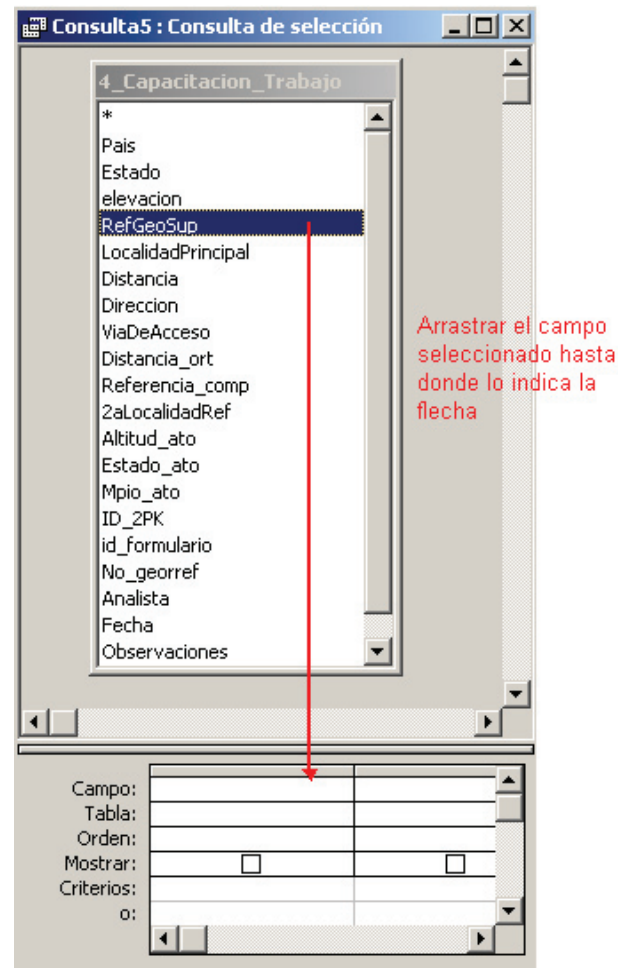 Consulta5 : Consulta de selección
4_Capacitacion_Trabajo
*
Pais
Estado
elevacion
RefGeoSup
LocalidadPrincipal
Distancia
Direccion
ViaDeAcceso
Distancia_ort
Referencia_comp
2aLocalidadRef
Altitud_ato
Estado_ato
Mpio_ato
ID_2PK
id_formulario
No_georref
Analista
Fecha
Observaciones
Arrastrar el campo
seleccionado hasta
donde lo indica la
flecha
Campo:
Tabla:
Orden:
Mostrar:
Criterios:
o: